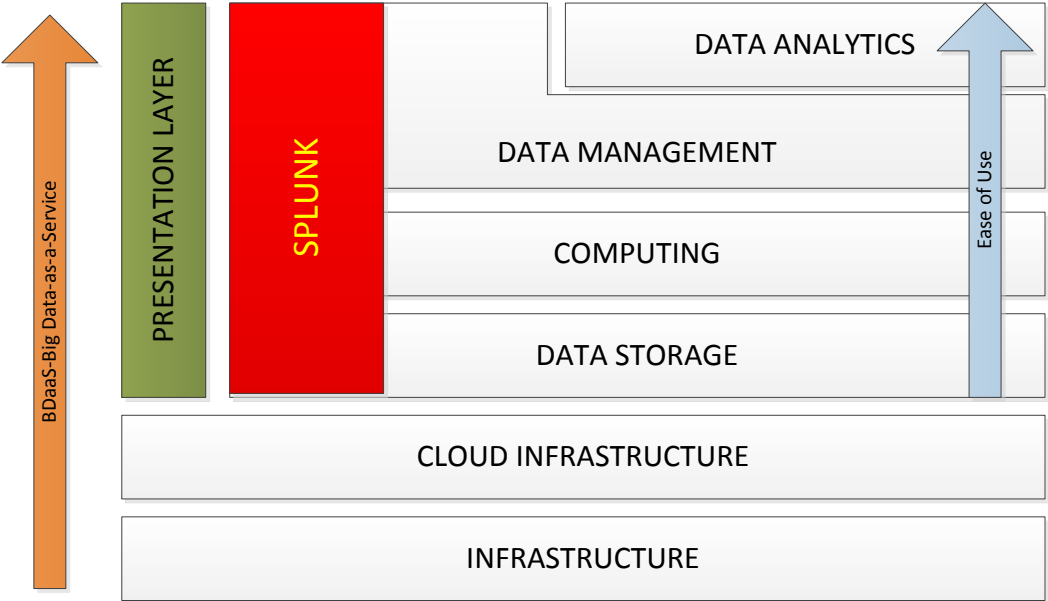 BDaaS-Big Data-as-a-Service
PRESENTATION LAYER
SPLUNK
DATA ANALYTICS
DATA MANAGEMENT
COMPUTING
DATA STORAGE
Ease of Use
CLOUD INFRASTRUCTURE
INFRASTRUCTURE